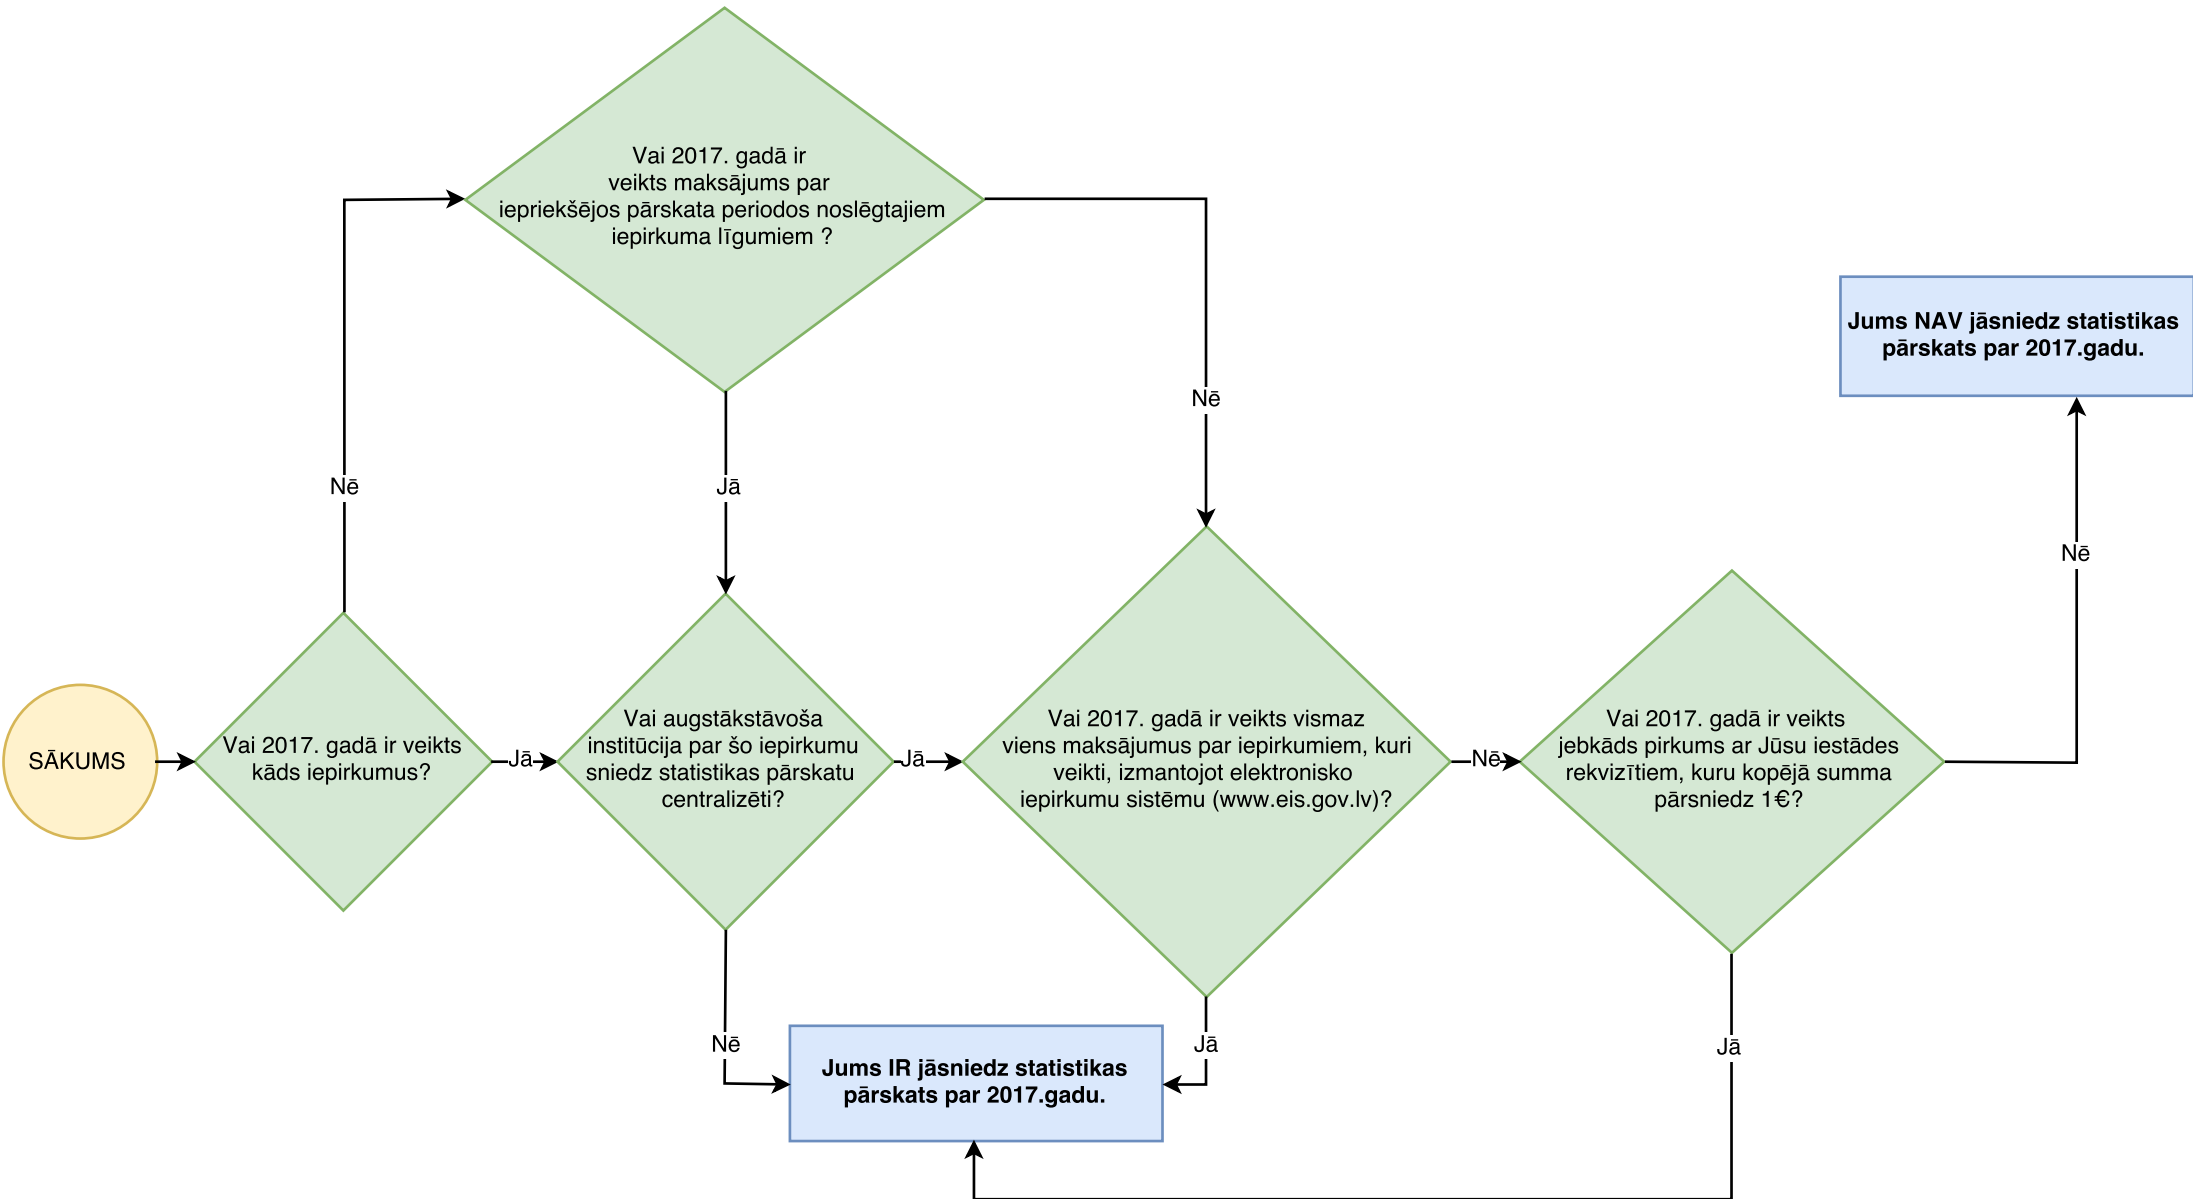 Vai 2017. gadā ir
veikts maksājums par
iepriekšējos pārskata periodos noslēgtajiem
iepirkuma līgumiem ?
Jums NAV jāsniedz statistikas
pārskats par 2017.gadu.
Nē
Nē
Jā
Nē
SĀKUMS
Vai 2017. gadā ir veikts
kāds iepirkumus?
Jā
Vai augstākstāvoša
institūcija par šo iepirkumu
sniedz statistikas pārskatu
centralizēti?
Jā
Vai 2017. gadā ir veikts vismaz
viens maksājumus par iepirkumiem, kuri
veikti, izmantojot elektronisko
iepirkumu sistēmu (www.eis.gov.lv)?
Nē
Vai 2017. gadā ir veikts
jebkāds pirkums ar Jūsu iestādes
rekvizītiem, kuru kopējā summa
pārsniedz 1€?
Nē
Jā
Jā
Jums IR jāsniedz statistikas
pārskats par 2017.gadu.